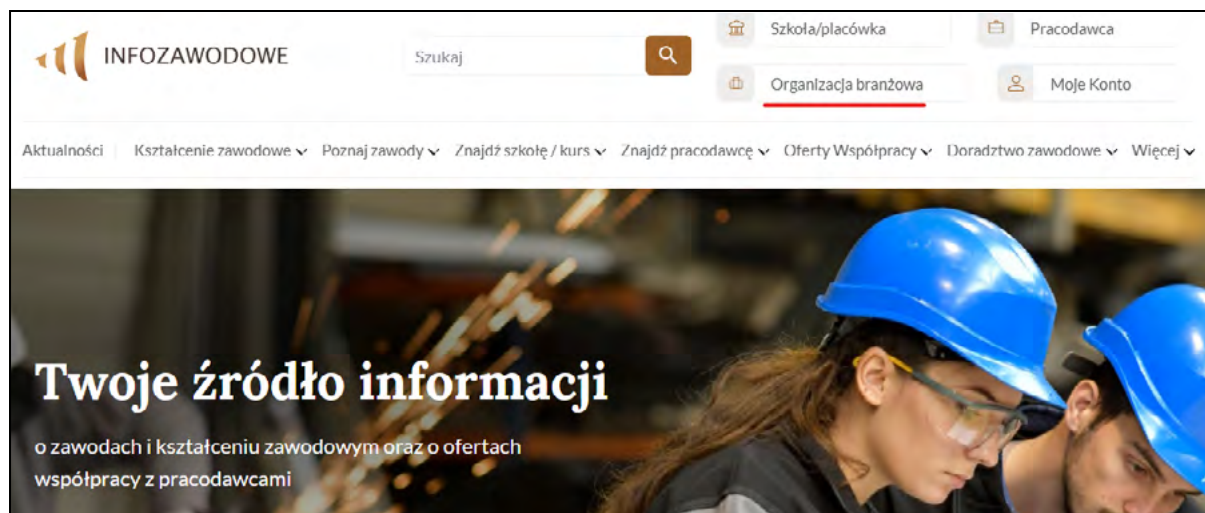 INFOZAWODOWE
Szukaj
Szkoła/placówka
Pracodawca
Organizacja branżowa
Moje Konto
Aktualności Kształcenie zawodowe Poznaj zawody Znajdź szkołę / kurs Znajdź pracodawcę Oferty Współpracy Doradztwo zawodowe Więcej
Twoje źródło informacji
o zawodach i kształceniu zawodowym oraz o ofertach
współpracy z pracodawcami